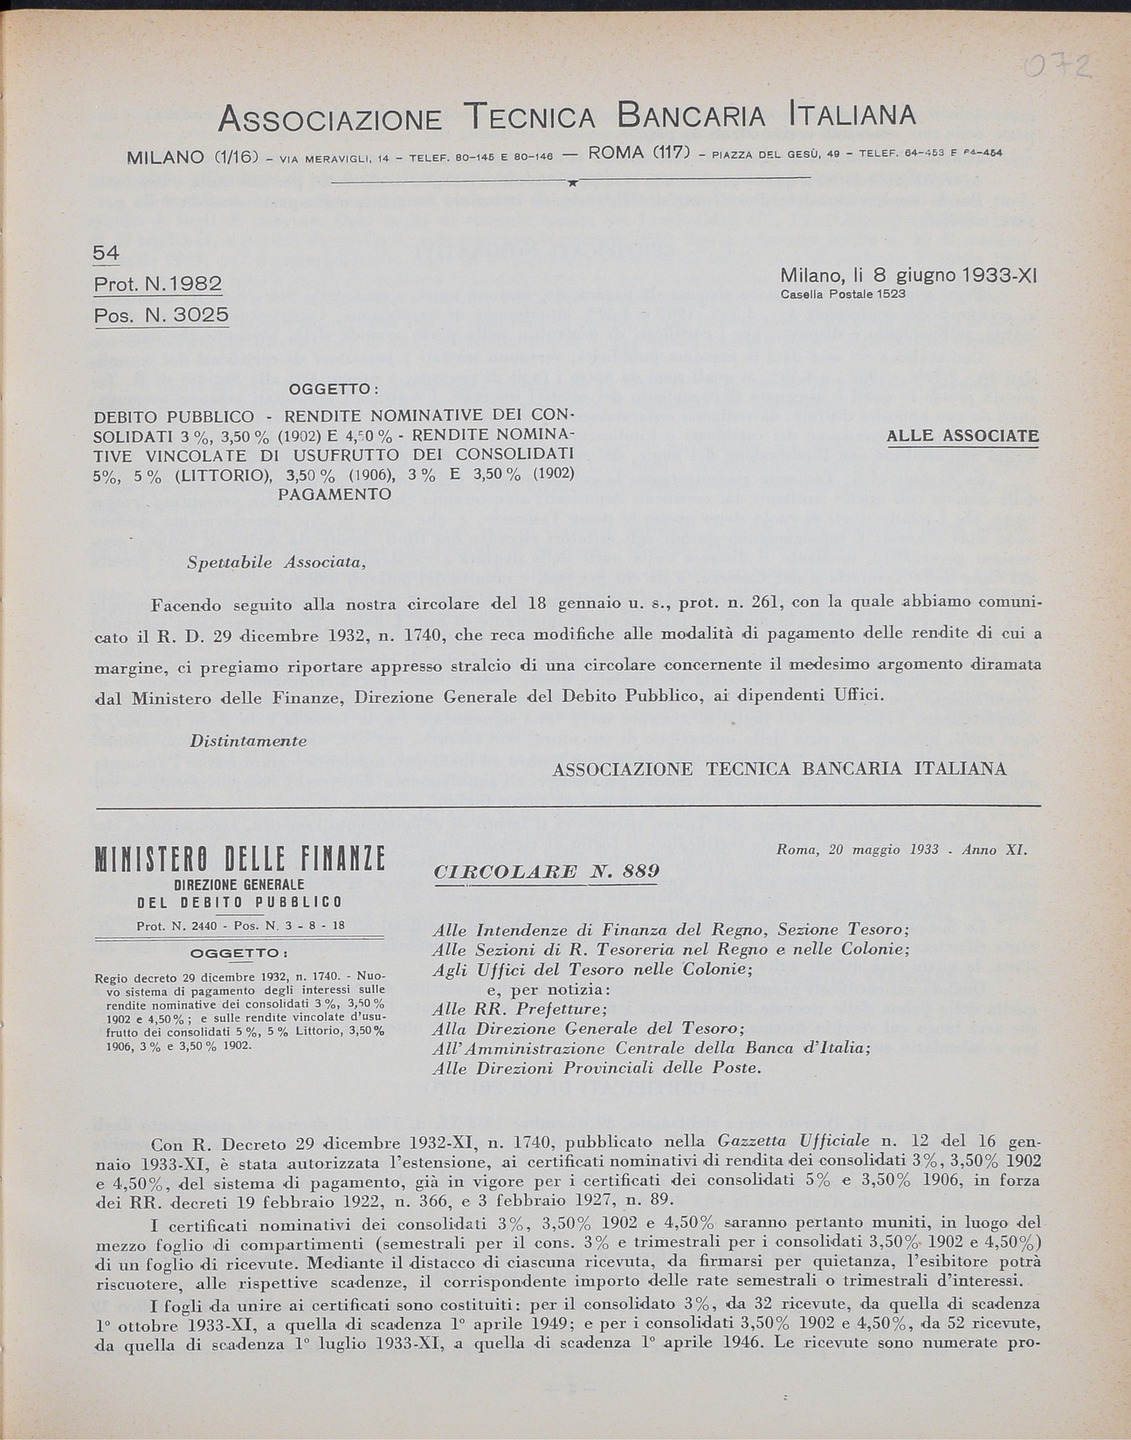 072
ASSOCIAZIONE TECNICA BANCARIA ITALIANA
MILANO (1/16) – VIA MERAVIGLI, 14 – TELEF. 80-145 E 80-146 — ROMA (117) – PIAZZA DEL GESÙ, 49 – TELEF. 64-453 E 64-454
54
Prot. N. 1982
Pos. N. 3025
Milano, li 8 giugno 1933-XI
Casella Postale 1523
OGGETTO :
DEBITO PUBBLICO - RENDITE NOMINATIVE DEI CON-
SOLIDATI 3 %, 3,50 % (1902) E 4,50 % - RENDITE NOMINA-
TIVE VINCOLATE DI USUFRUTTO DEI CONSOLIDATI
5%, 5 % (LITTORIO), 3,50 % (1906), 3 % E 3,50 % (1902)
PAGAMENTO
ALLE ASSOCIATE
Spettabile Associata,
Facendo seguito alla nostra circolare del 18 gennaio u. s., prot. n. 261, con la quale abbiamo comuni-
cato il R. D. 29 dicembre 1932, n. 1740, che reca modifiche alle modalità di pagamento delle rendite di cui a
margine, ci pregiamo riportare appresso stralcio di una circolare concernente il medesimo argomento diramata
dal Ministero delle Finanze, Direzione Generale del Debito Pubblico, ai dipendenti Uffici.
Distintamente
ASSOCIAZIONE TECNICA BANCARIA ITALIANA
MINISTERO DELLE FINANZE
DIREZIONE GENERALE
DEL DEBITO PUBBLICO
Prot. N. 2440 - Pos. N. 3 - 8 - 18
OGGETTO :
Regio decreto 29 dicembre 1932, n. 1740. - Nuo-
vo sistema di pagamento degli interessi sulle
rendite nominative dei consolidati 3 %, 3,50 %
1902 e 4,50 % ; e sulle rendite vincolate d'usu-
frutto dei consolidati 5 %, 5 % Littorio, 3,50 %
1906, 3 % e 3,50 % 1902.
Roma, 20 maggio 1933 - Anno XI.
CIRCOLARE N. 889
Alle Intendenze di Finanza del Regno, Sezione Tesoro;
Alle Sezioni di R. Tesoreria nel Regno e nelle Colonie;
Agli Uffici del Tesoro nelle Colonie;
e, per notizia:
Alle RR. Prefetture;
Alla Direzione Generale del Tesoro;
All'Amministrazione Centrale della Banca d'Italia;
Alle Direzioni Provinciali delle Poste.
Con R. Decreto 29 dicembre 1932-XI, n. 1740, pubblicato nella Gazzetta Ufficiale n. 12 del 16 gen-
naio 1933-XI, è stata autorizzata l'estensione, ai certificati nominativi di rendita dei consolidati 3%, 3,50% 1902
e 4,50%, del sistema di pagamento, già in vigore per i certificati dei consolidati 5% e 3,50% 1906, in forza
dei RR. decreti 19 febbraio 1922, n. 366, e 3 febbraio 1927, n. 89.
I certificati nominativi dei consolidati 3%, 3,50% 1902 e 4,50% saranno pertanto muniti, in luogo del
mezzo foglio di compartimenti (semestrali per il cons. 3% e trimestrali per i consolidati 3,50% 1902 e 4,50%)
di un foglio di ricevute. Mediante il distacco di ciascuna ricevuta, da firmarsi per quietanza, l'esibitore potrà
riscuotere, alle rispettive scadenze, il corrispondente importo delle rate semestrali o trimestrali d'interessi.
I fogli da unire ai certificati sono costituiti: per il consolidato 3%, da 32 ricevute, da quella di scadenza
1° ottobre 1933-XI, a quella di scadenza 1° aprile 1949; e per i consolidati 3,50% 1902 e 4,50%, da 52 ricevute,
da quella di scadenza 1° luglio 1933-XI, a quella di scadenza 1° aprile 1946. Le ricevute sono numerate pro-